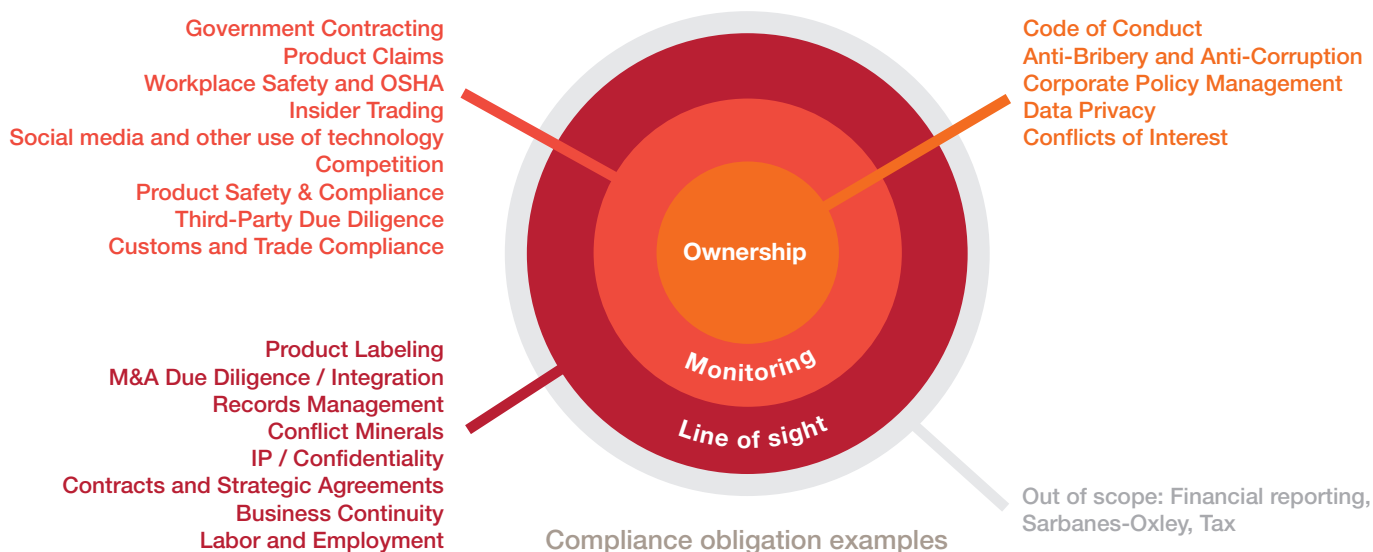 Government Contracting
Product Claims
Workplace Safety and OSHA
Insider Trading
Social media and other use of technology
Competition
Product Safety & Compliance
Third-Party Due Diligence
Customs and Trade Compliance
Code of Conduct
Anti-Bribery and Anti-Corruption
Corporate Policy Management
Data Privacy
Conflicts of Interest
Ownership
Monitoring
Line of sight
Product Labeling
M&A Due Diligence / Integration
Records Management
Conflict Minerals
IP / Confidentiality
Contracts and Strategic Agreements
Business Continuity
Labor and Employment
Out of scope: Financial reporting,
Sarbanes-Oxley, Tax
Compliance obligation examples